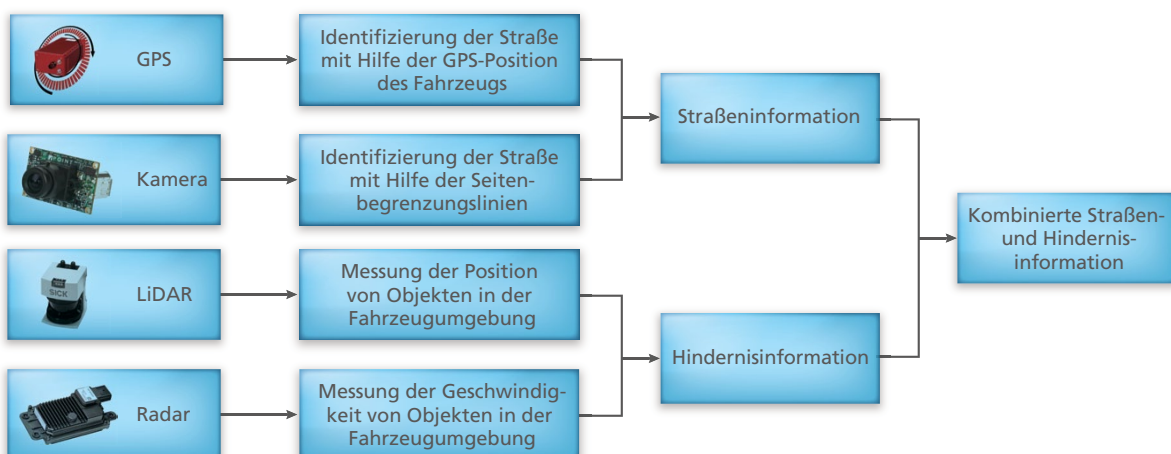 GPS
Identifizierung der Straße
mit Hilfe der GPS-Position
des Fahrzeugs
Kamera
Identifizierung der Straße
mit Hilfe der Seiten-
begrenzungslinien
Straßeninformation
LiDAR
SICK
Messung der Position
von Objekten in der
Fahrzeugumgebung
Radar
Messung der Geschwindig-
keit von Objekten in der
Fahrzeugumgebung
Hindernisinformation
Kombinierte Straßen-
und Hindernis-
information